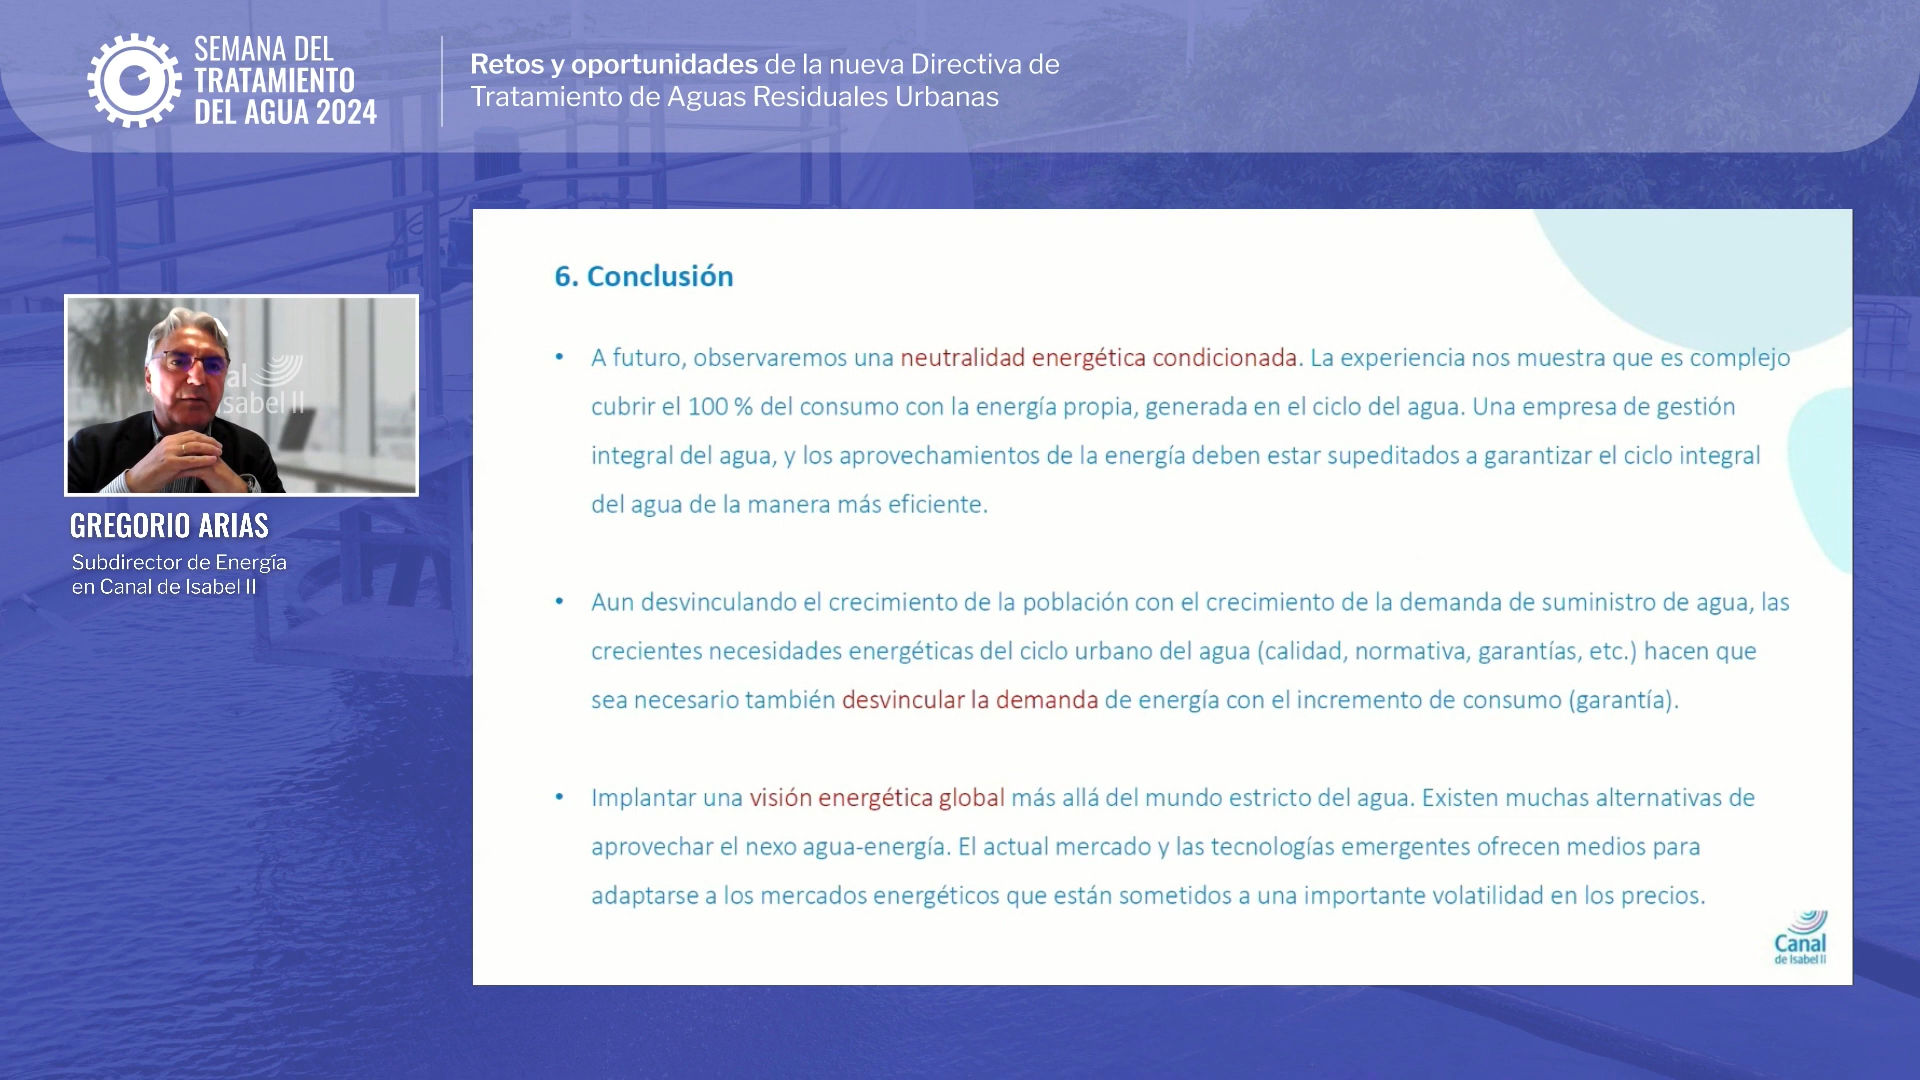 SEMANA DEL
TRATAMIENTO
DEL AGUA 2024
Retos y oportunidades de la nueva Directiva de
Tratamiento de Aguas Residuales Urbanas
al
sabel II
GREGORIO ARIAS
Subdirector de Energía
en Canal de Isabel II
6. Conclusión
• A futuro, observaremos una neutralidad energética condicionada. La experiencia nos muestra que es complejo
cubrir el 100 % del consumo con la energía propia, generada en el ciclo del agua. Una empresa de gestión
integral del agua, y los aprovechamientos de la energía deben estar supeditados a garantizar el ciclo integral
del agua de la manera más eficiente.
• Aun desvinculando el crecimiento de la población con el crecimiento de la demanda de suministro de agua, las
crecientes necesidades energéticas del ciclo urbano del agua (calidad, normativa, garantías, etc.) hacen que
sea necesario también desvincular la demanda de energía con el incremento de consumo (garantía).
• Implantar una visión energética global más allá del mundo estricto del agua. Existen muchas alternativas de
aprovechar el nexo agua-energía. El actual mercado y las tecnologías emergentes ofrecen medios para
adaptarse a los mercados energéticos que están sometidos a una importante volatilidad en los precios.
Canal
de Isabel II